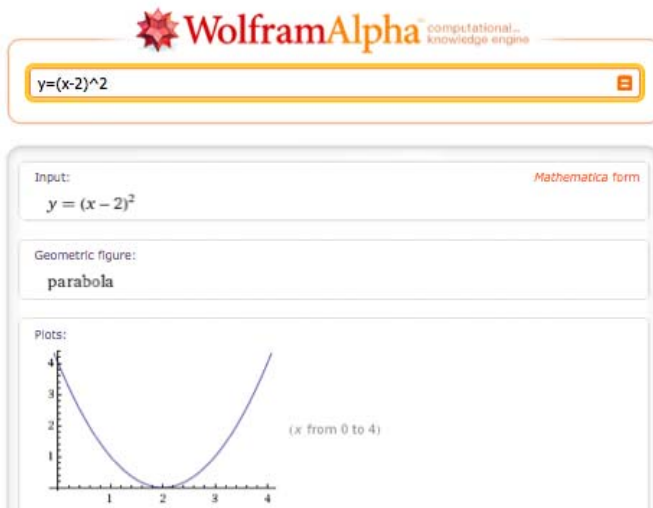 WolframAlpha computational...
knowledge engine
y=(x-2)^2
Input:
Mathematica form
y = (x – 2)²
Geometric figure:
parabola
Plots:
4
3
2
1
(x from 0 to 4)
1 2 3 4